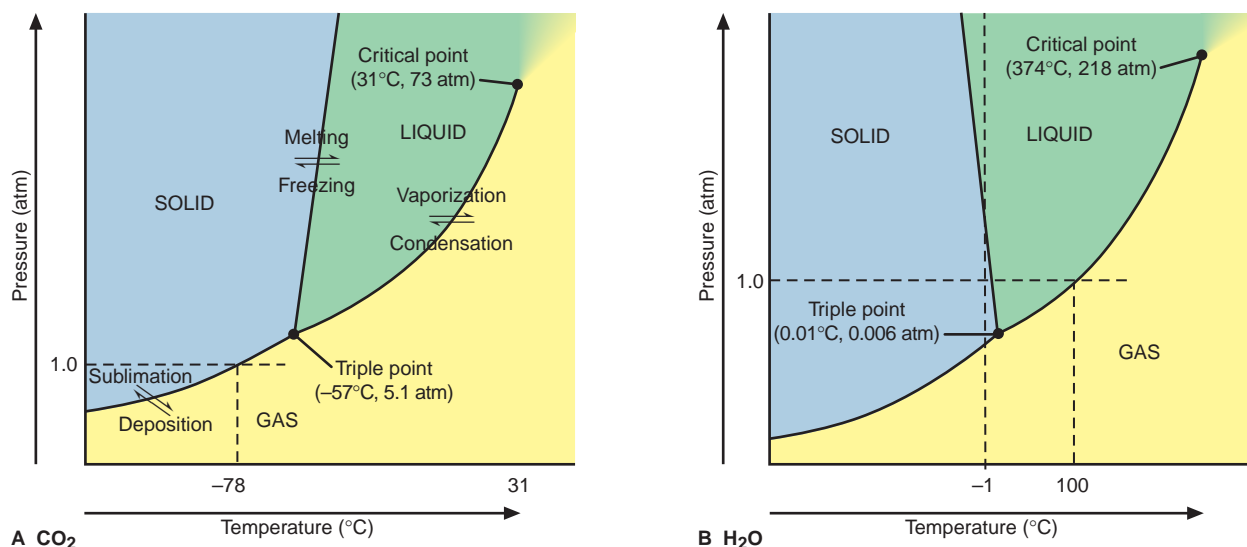 Critical point
(31°C, 73 atm)
Melting
LIQUID
Freezing
SOLID
Vaporization
Condensation
Pressure (atm)
1.0
Triple point
(–57°C, 5.1 atm)
Sublimation
Deposition
GAS
–78
31
Temperature (°C)
A CO₂
Critical point
(374°C, 218 atm)
SOLID
LIQUID
Pressure (atm)
1.0
Triple point
(0.01°C, 0.006 atm)
GAS
–1
100
Temperature (°C)
B H₂O